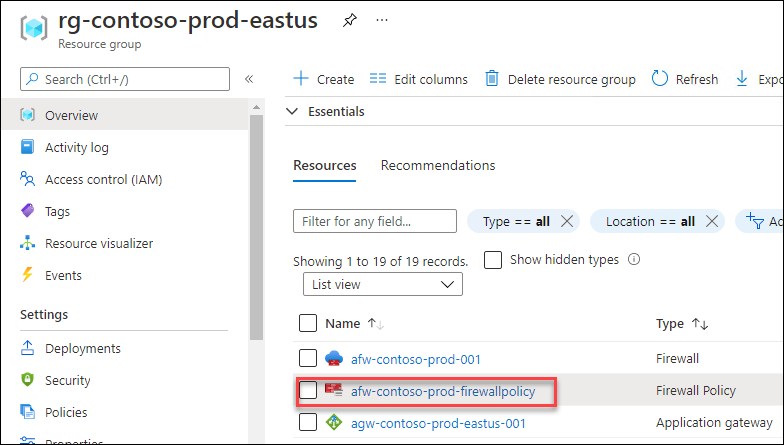 rg-contoso-prod-eastus
Resource group
Search (Ctrl+/)
Overview
Activity log
Access control (IAM)
Tags
Resource visualizer
Events
Settings
Deployments
Security
Policies
Properties
Create Edit columns Delete resource group Refresh Expo
Essentials
Resources Recommendations
Filter for any field... Type == all Location == all Ad
Showing 1 to 19 of 19 records. Show hidden types
List view
Name Type
afw-contoso-prod-001 Firewall
afw-contoso-prod-firewallpolicy Firewall Policy
agw-contoso-prod-eastus-001 Application gateway